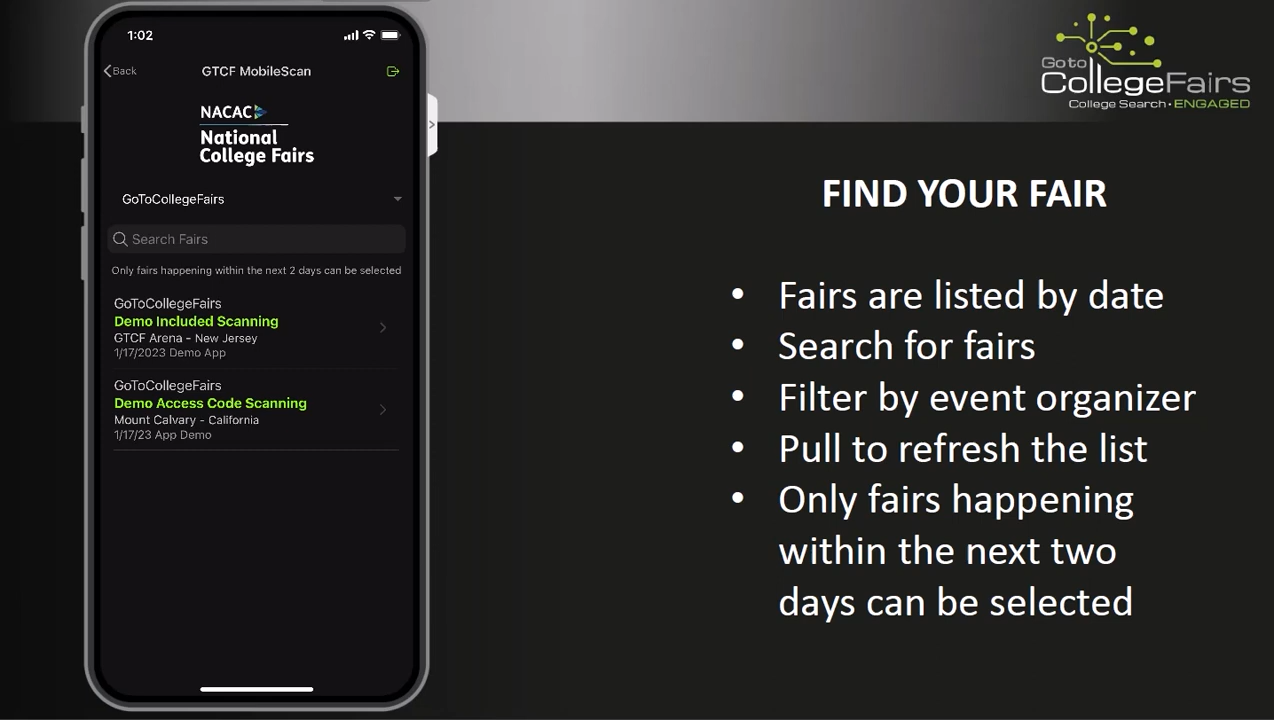 1:02
Back
GTCF MobileScan
NACAC
National
College Fairs
GoToCollegeFairs
Search Fairs
Only fairs happening within the next 2 days can be selected
GoToCollegeFairs
Demo Included Scanning
GTCF Arena - New Jersey
1/17/2023 Demo App
GoToCollegeFairs
Demo Access Code Scanning
Mount Calvary - California
1/17/23 App Demo
Go to
CollegeFairs
College Search • ENGAGED
FIND YOUR FAIR
• Fairs are listed by date
• Search for fairs
• Filter by event organizer
• Pull to refresh the list
• Only fairs happening
within the next two
days can be selected